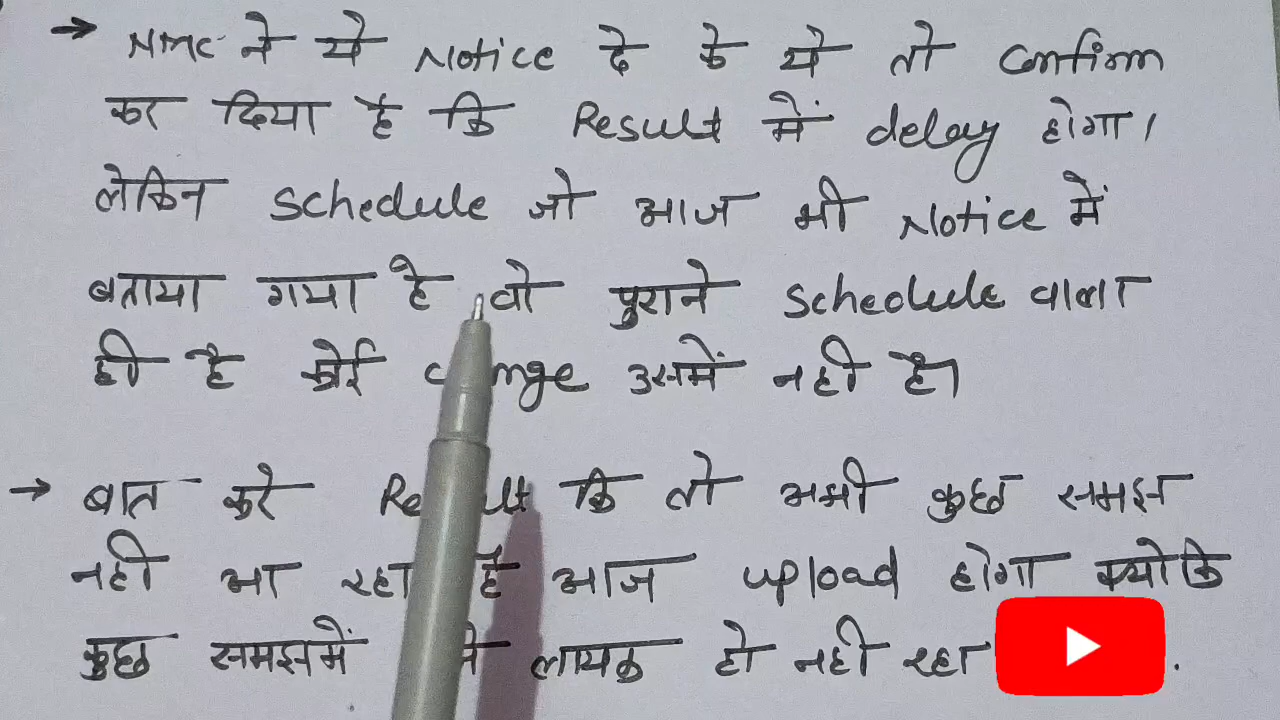 → NMC ने ये Notice दे के ये तो Confirm
कर दिया है कि Result में delay होगा।
लेकिन Schedule जो आज भी Notice में
बताया गया है वो पुराने Schedule वाला
ही है कोई change उसमें नही है।
→ बात करे Result कि तो अभी कुछ समझ
नही आ रहा है आज upload होगा क्योकि
कुछ समझमें लायक हो नही रहा